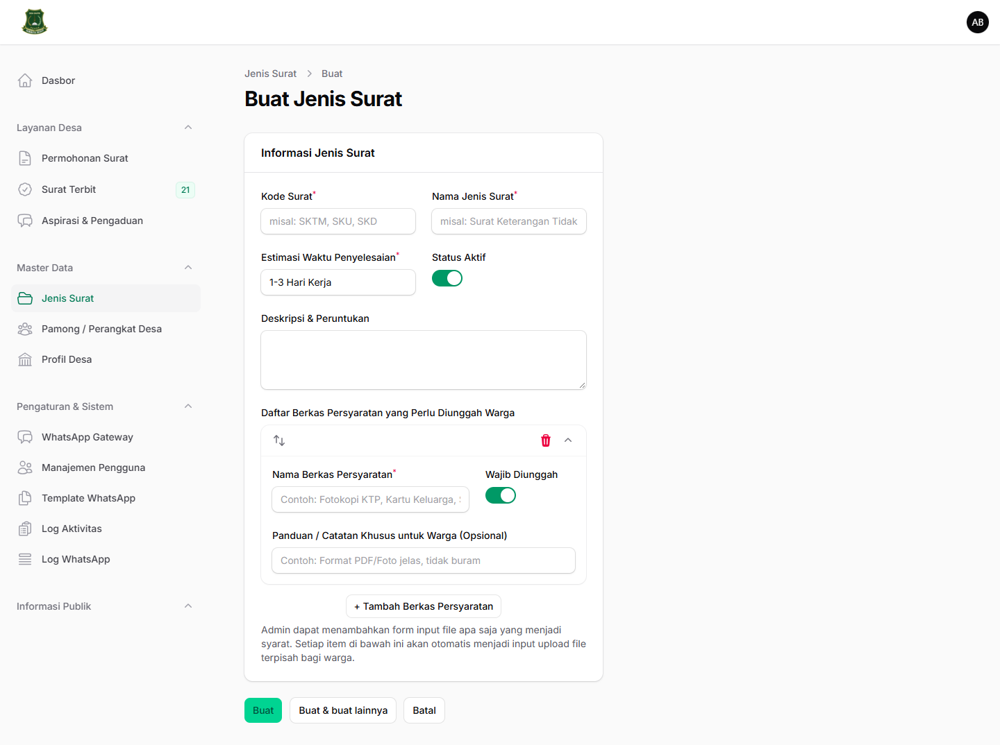 AB
Dasbor
Layanan Desa
Permohonan Surat
Surat Terbit
21
Aspirasi & Pengaduan
Master Data
Jenis Surat
Pamong / Perangkat Desa
Profil Desa
Pengaturan & Sistem
WhatsApp Gateway
Manajemen Pengguna
Template WhatsApp
Log Aktivitas
Log WhatsApp
Informasi Publik
Jenis Surat > Buat
Buat Jenis Surat
Informasi Jenis Surat
Kode Surat*
misal: SKTM, SKU, SKD
Nama Jenis Surat*
misal: Surat Keterangan Tidak
Estimasi Waktu Penyelesaian*
1-3 Hari Kerja
Status Aktif
Deskripsi & Peruntukan
Daftar Berkas Persyaratan yang Perlu Diunggah Warga
Nama Berkas Persyaratan*
Contoh: Fotokopi KTP, Kartu Keluarga,
Wajib Diunggah
Panduan / Catatan Khusus untuk Warga (Opsional)
Contoh: Format PDF/Foto jelas, tidak buram
+ Tambah Berkas Persyaratan
Admin dapat menambahkan form input file apa saja yang menjadi
syarat. Setiap item di bawah ini akan otomatis menjadi input upload file
terpisah bagi warga.
Buat
Buat & buat lainnya
Batal